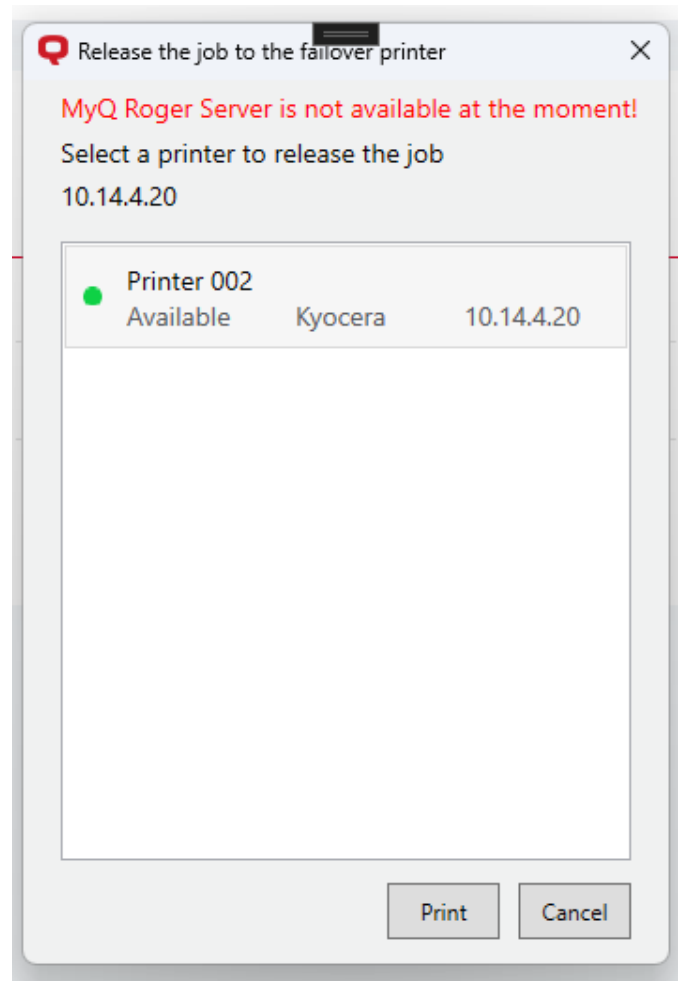 Release the job to the failover printer
MyQ Roger Server is not available at the moment!
Select a printer to release the job
10.14.4.20
Printer 002
Available Kyocera 10.14.4.20
Print Cancel